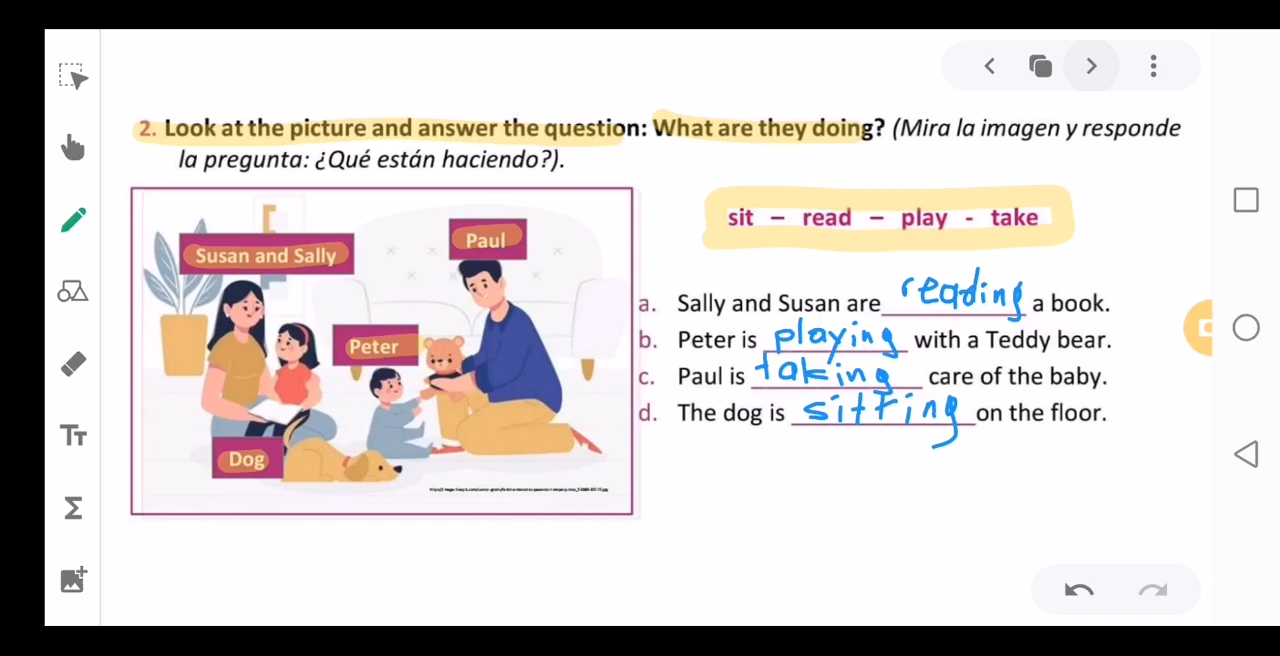 2. Look at the picture and answer the question: What are they doing? (Mira la imagen y responde
la pregunta: ¿Qué están haciendo?).
Susan and Sally
Paul
Peter
Dog
sit – read – play - take
a. Sally and Susan are reading a book.
b. Peter is playing with a Teddy bear.
c. Paul is taking care of the baby.
d. The dog is sitting on the floor.